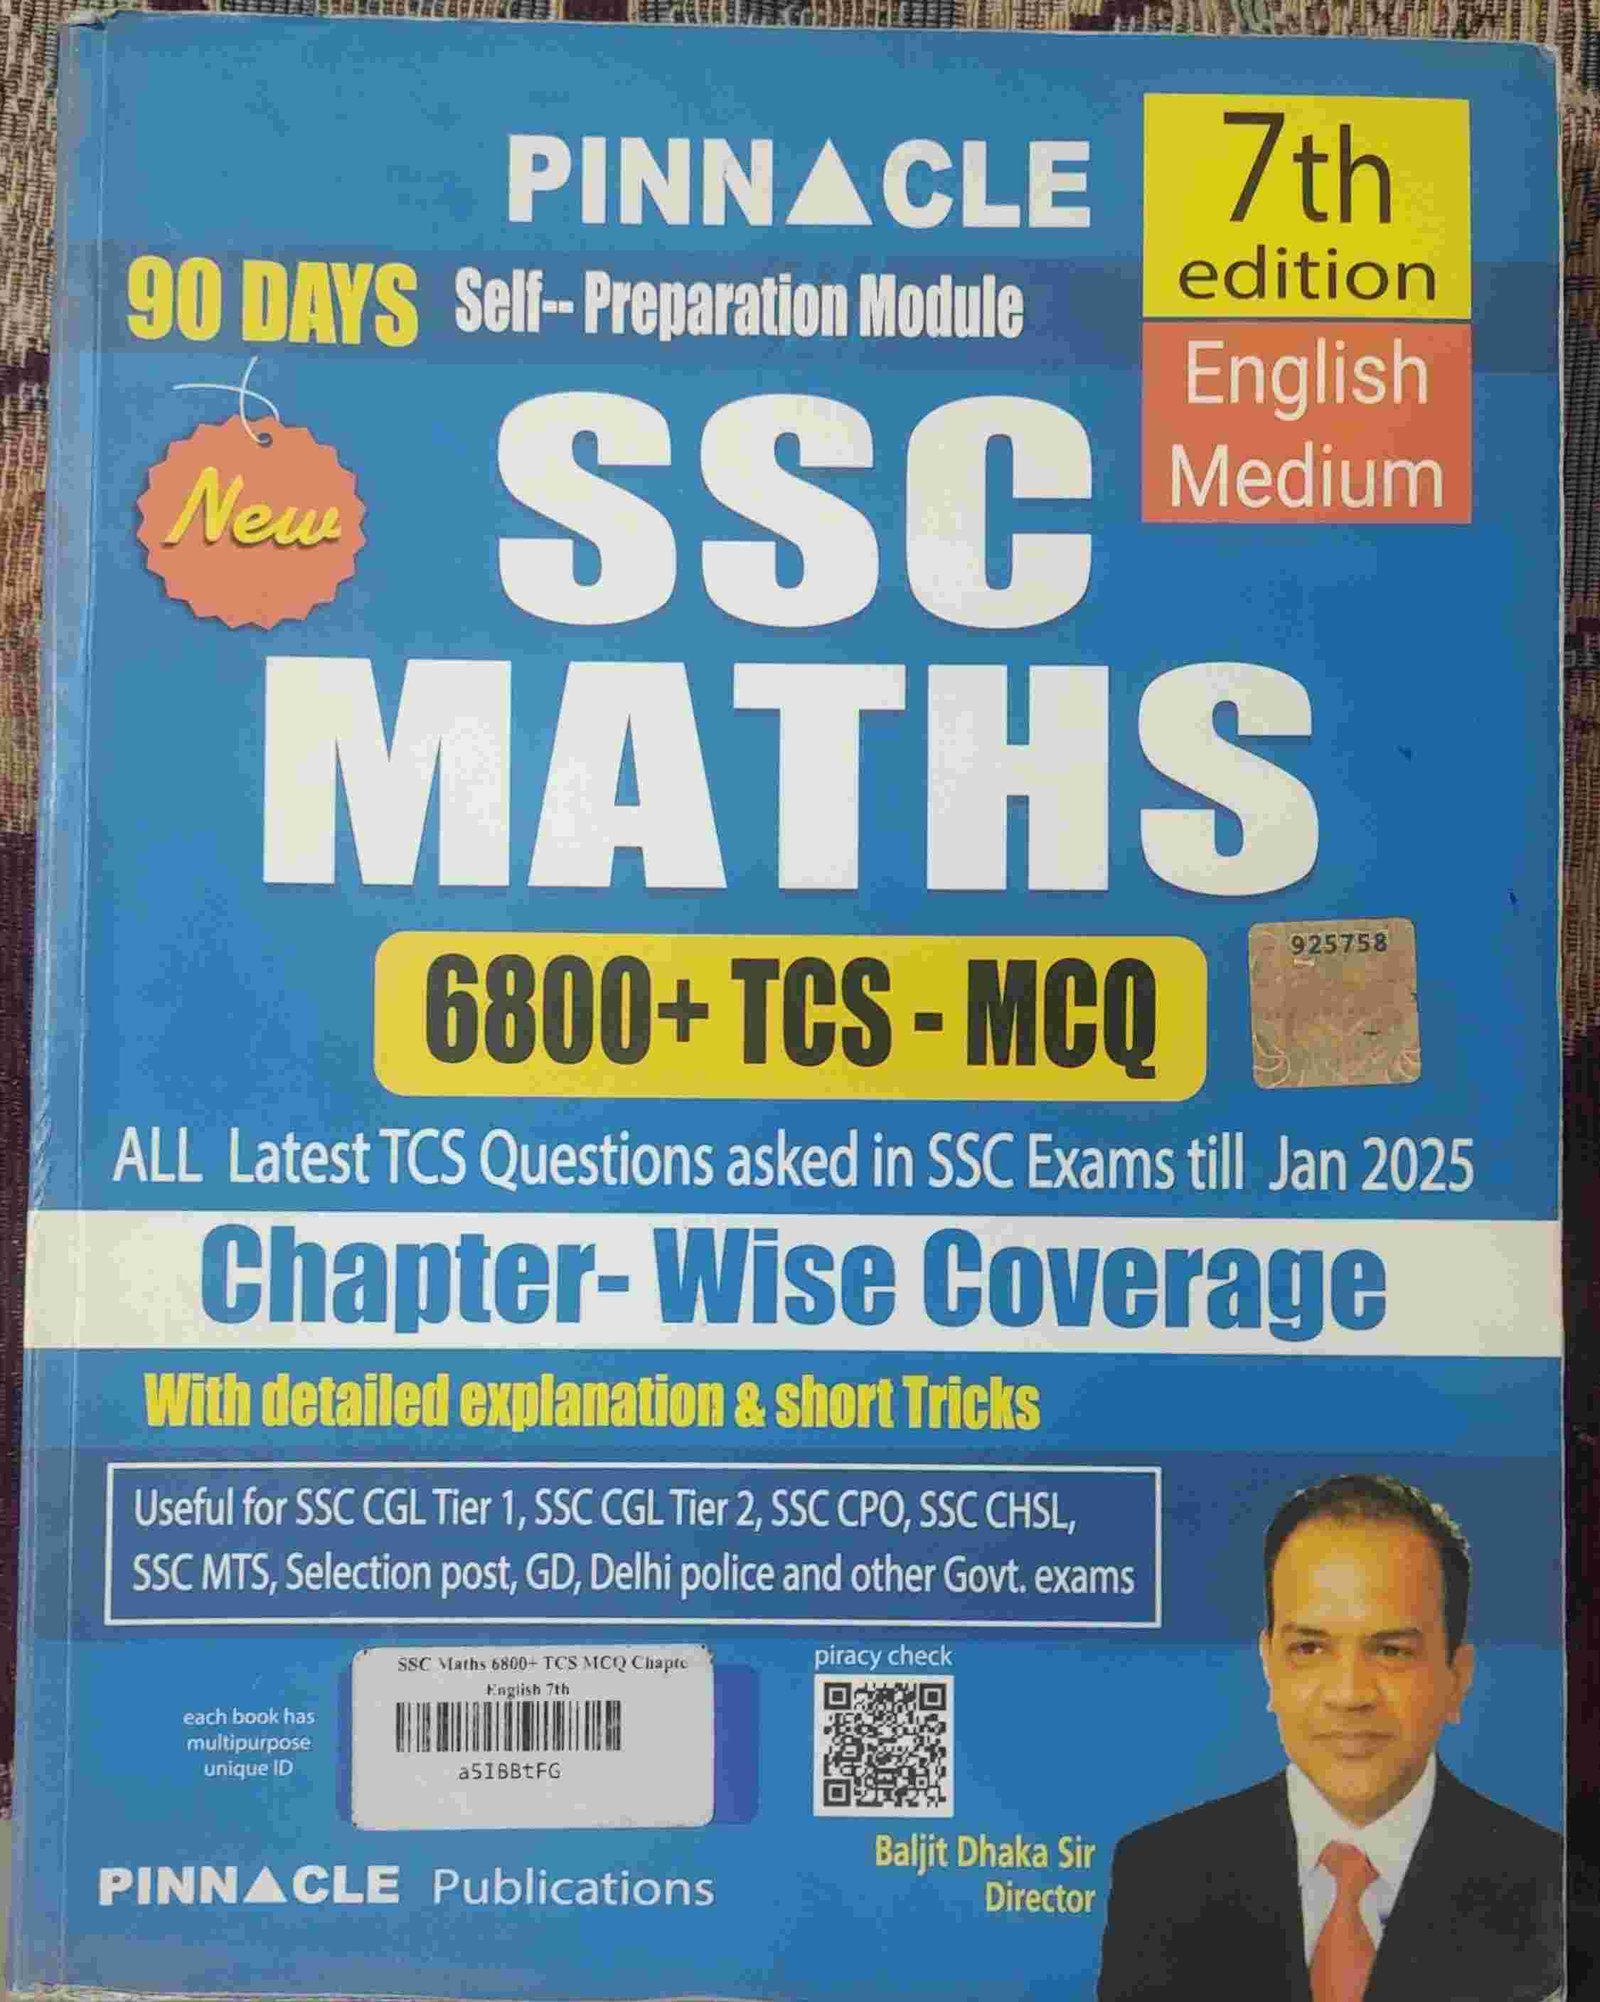 PINNACLE
7th
edition
English
Medium
90 DAYS Self-- Preparation Module
New
SSC
MATHS
6800+ TCS - MCQ
925758
ALL Latest TCS Questions asked in SSC Exams till Jan 2025
Chapter- Wise Coverage
With detailed explanation & short Tricks
Useful for SSC CGL Tier 1, SSC CGL Tier 2, SSC CPO, SSC CHSL,
SSC MTS, Selection post, GD, Delhi police and other Govt. exams
each book has
multipurpose
unique ID
SSC Maths 6800+ TCS MCQ Chapte
English 7th
a5IBBtFG
piracy check
Baljit Dhaka Sir
Director
PINNACLE Publications